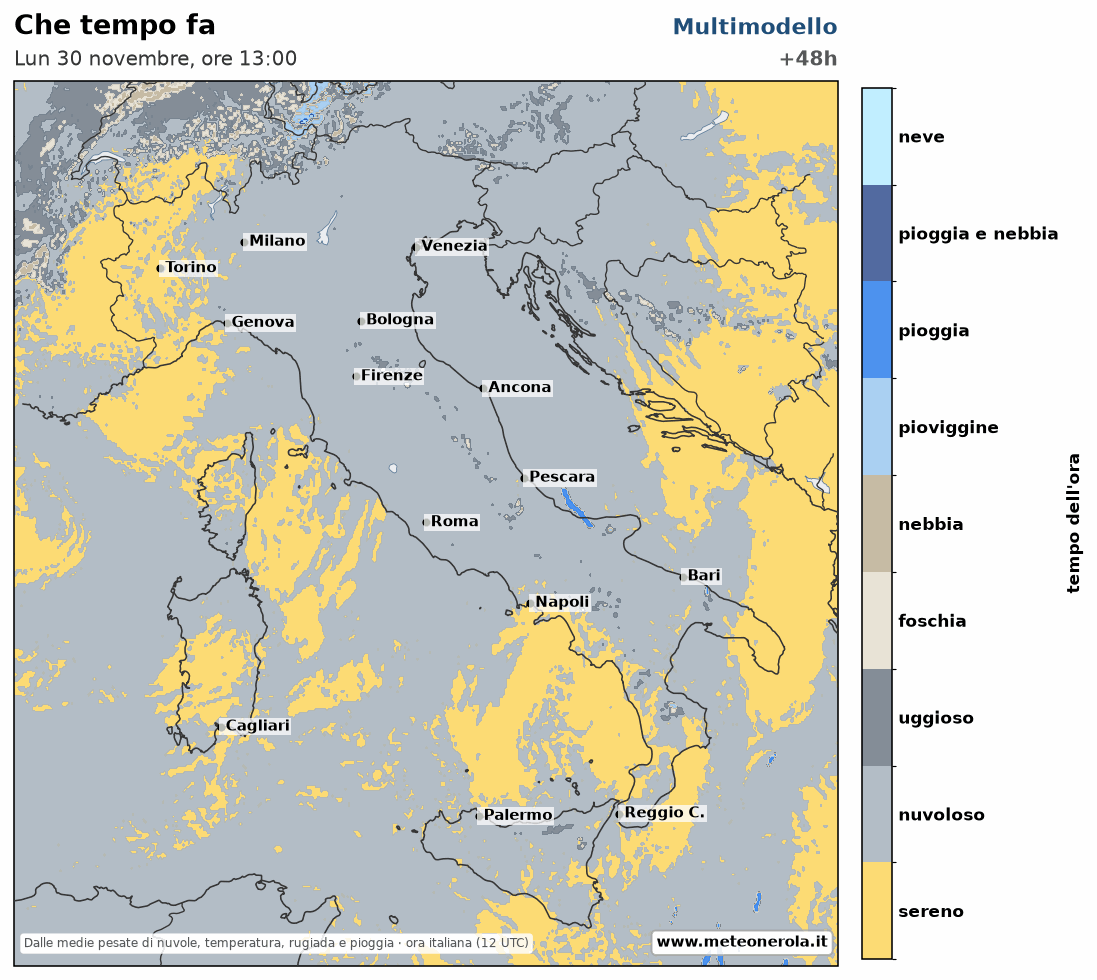 Che tempo fa
Multimodello
Lun 30 novembre, ore 13:00
+48h
neve
pioggia e nebbia
pioggia
pioviggine
nebbia
foschia
uggioso
nuvoloso
sereno
tempo dell'ora
Milano
Venezia
Torino
Genova
Bologna
Firenze
Ancona
Pescara
Roma
Bari
Napoli
Cagliari
Palermo
Reggio C.
Dalle medie pesate di nuvole, temperatura, rugiada e pioggia · ora italiana (12 UTC)
www.meteonerola.it